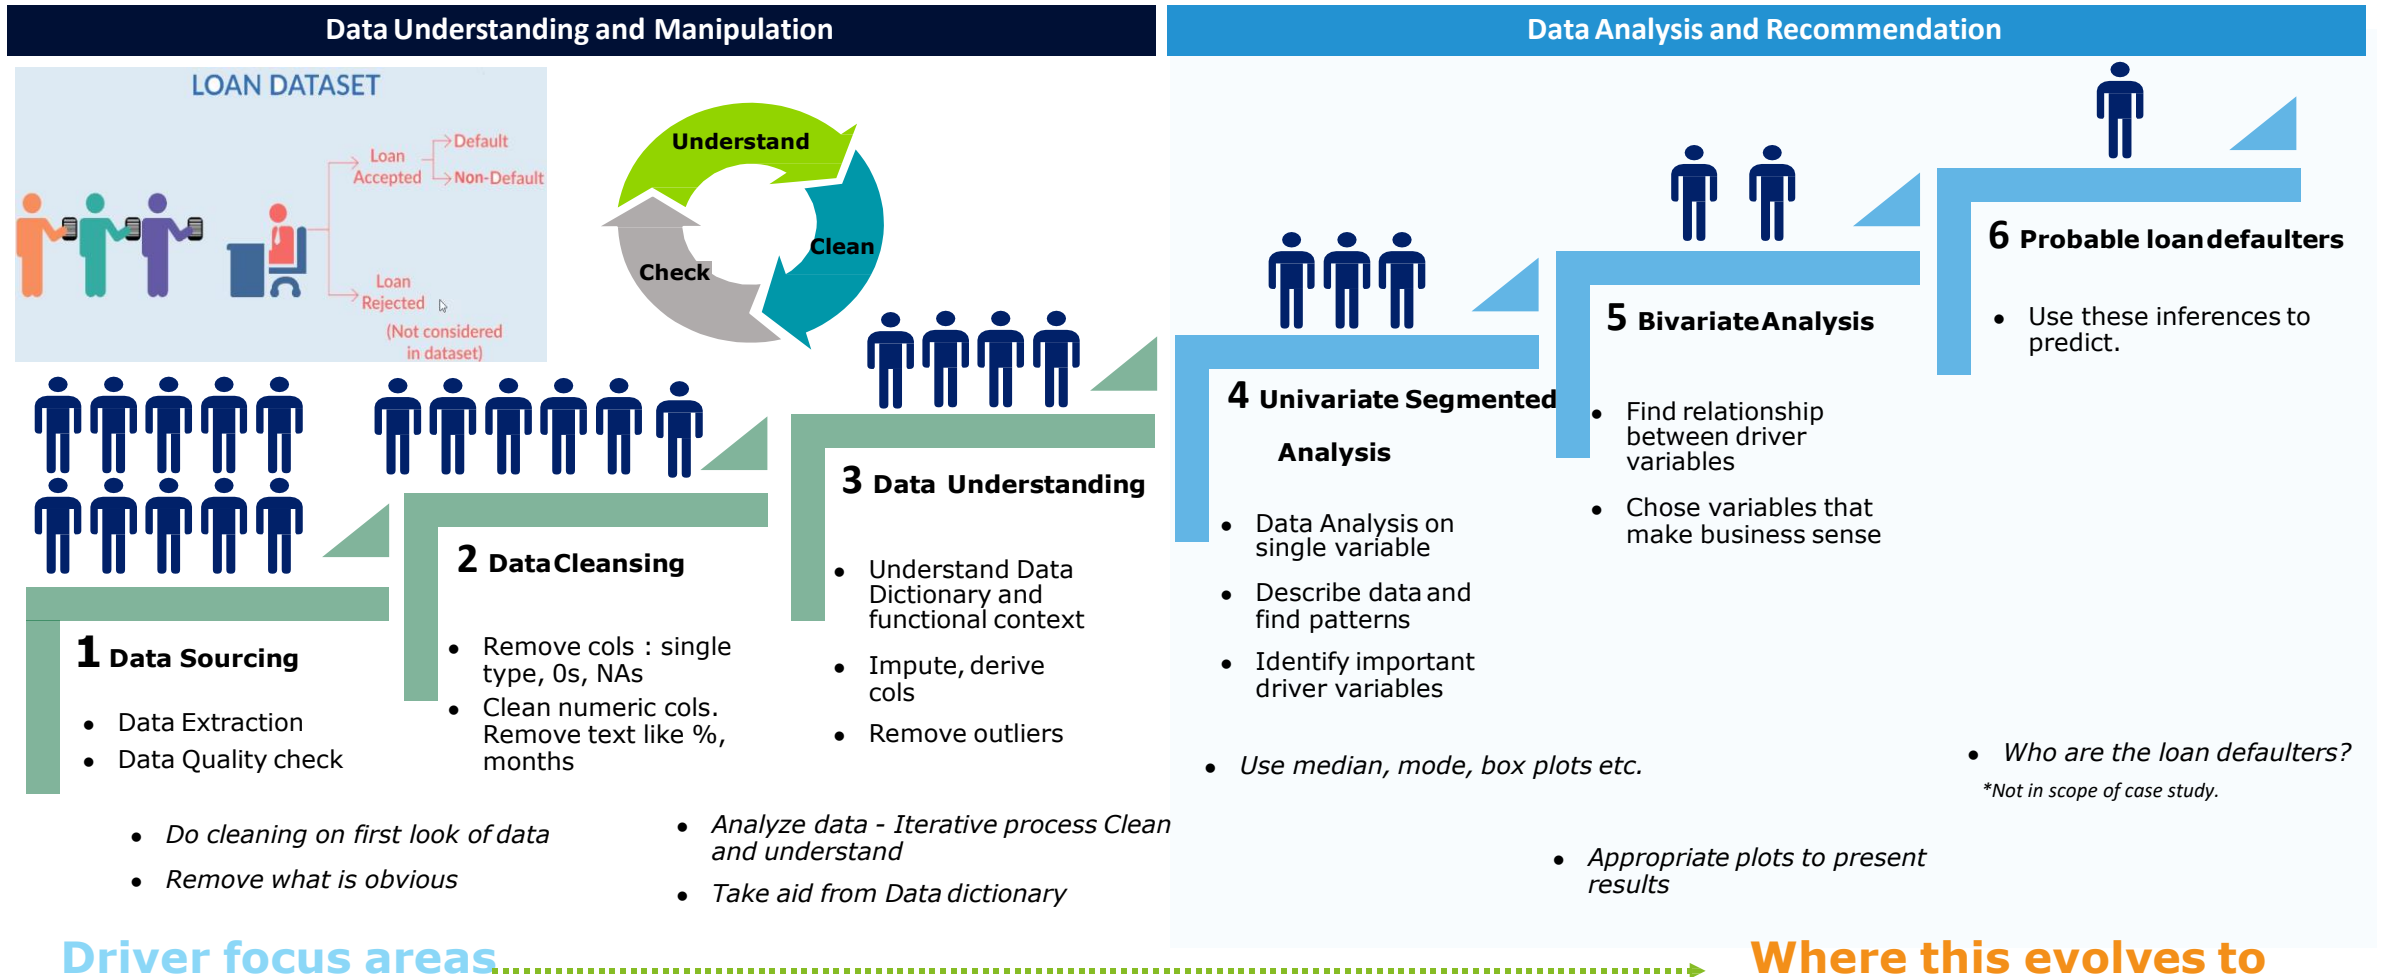 Data Understanding and Manipulation
Data Analysis and Recommendation
LOAN DATASET
Default
Loan
Accepted
Non-Default
Loan
Rejected
(Not considered
in dataset)
Understand
Clean
Check
1 Data Sourcing
● Data Extraction
● Data Quality check
2 Data Cleansing
● Remove cols : single
type, 0s, NAs
● Clean numeric cols.
Remove text like %,
months
● Do cleaning on first look of data
● Remove what is obvious
3 Data Understanding
● Understand Data
Dictionary and
functional context
● Impute, derive
cols
● Remove outliers
● Analyze data - Iterative process Clean
and understand
● Take aid from Data dictionary
4 Univariate Segmented
Analysis
● Data Analysis on
single variable
● Describe data and
find patterns
● Identify important
driver variables
● Use median, mode, box plots etc.
5 Bivariate Analysis
● Find relationship
between driver
variables
● Chose variables that
make business sense
● Appropriate plots to present
results
6 Probable loan defaulters
● Use these inferences to
predict.
● Who are the loan defaulters?
*Not in scope of case study.
Driver focus areas
Where this evolves to